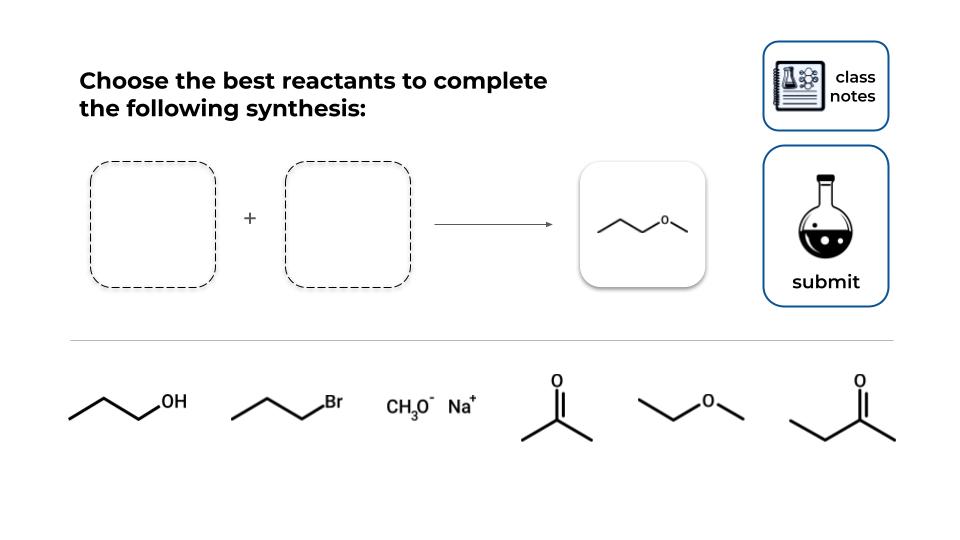 Choose the best reactants to complete
the following synthesis:
class
notes
+
O
submit
OH
Br
CH₃O⁻ Na⁺
O
O
O